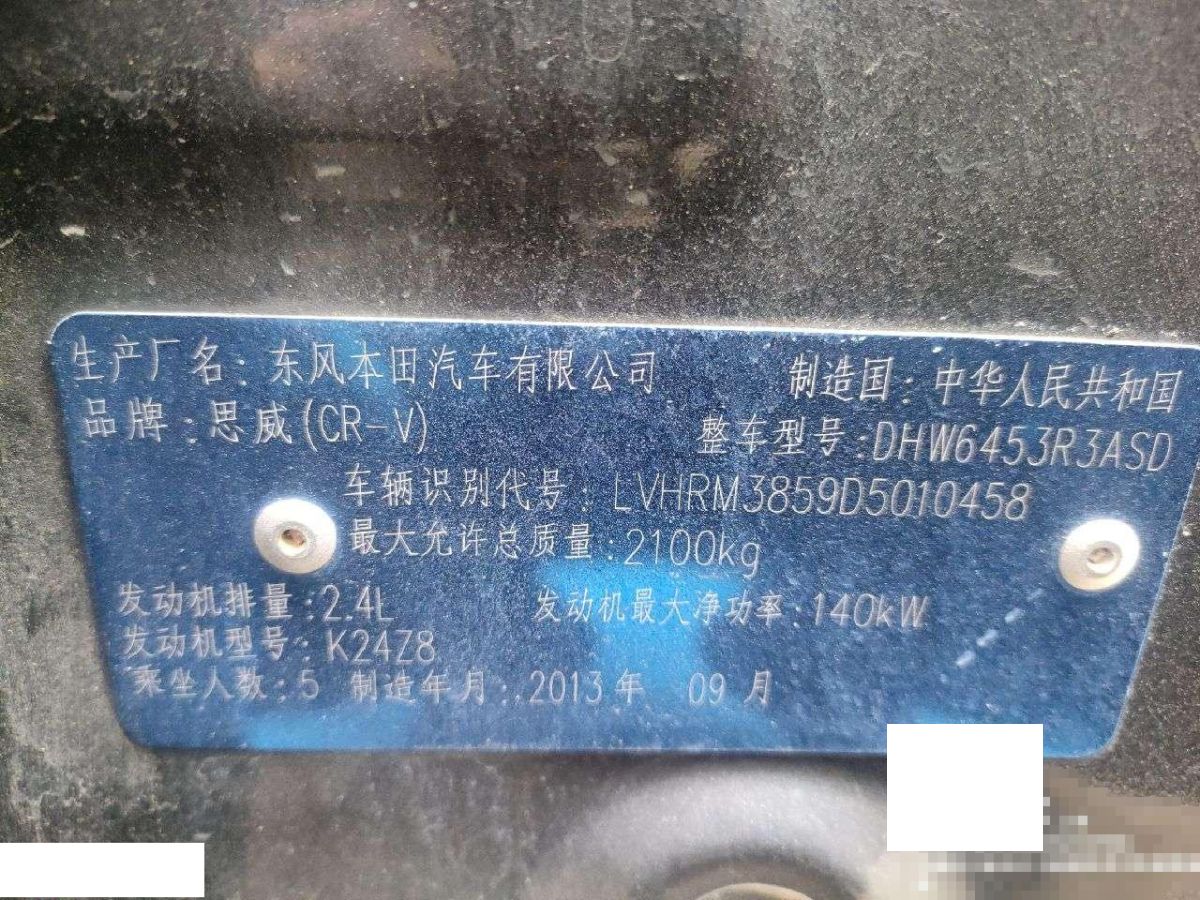 生产厂名：东风本田汽车有限公司 制造国：中华人民共和国
品牌：思威(CR-V) 整车型号:DHW6453R3ASD
车辆识别代号：LVHRM3859D5010458
最大允许总质量:2100kg
发动机排量:2.4L 发动机最大净功率:140kW
发动机型号：K24Z8
乘坐人数:5 制造年月：2013年 09月